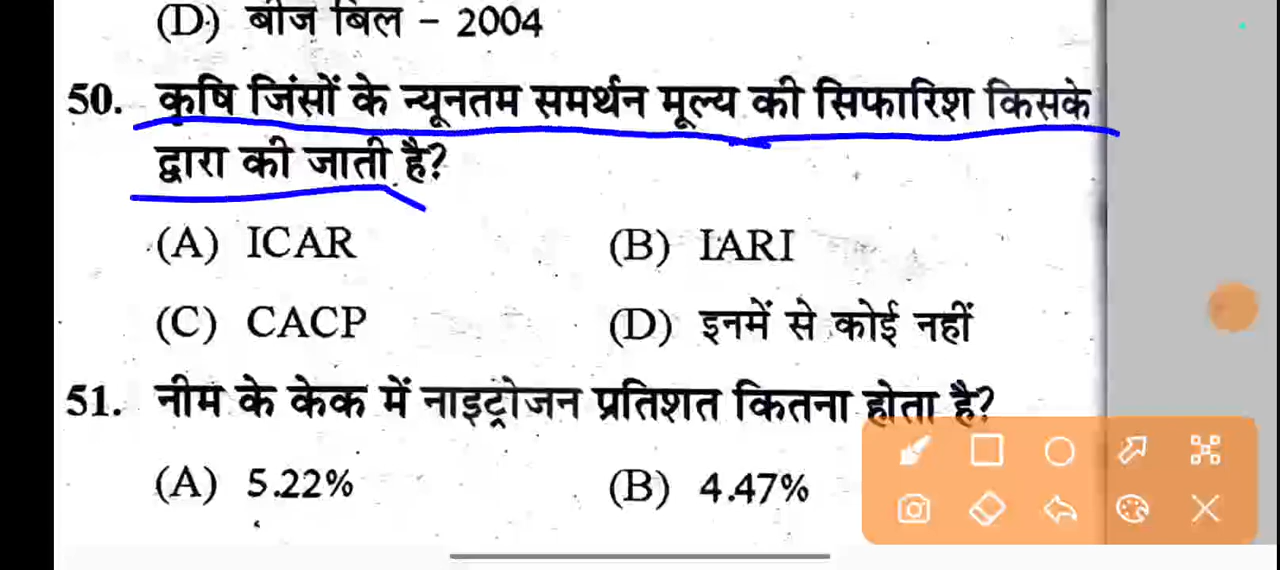 (D) बीज बिल – 2004
50. कृषि जिंसों के न्यूनतम समर्थन मूल्य की सिफारिश किसके
द्वारा की जाती है?
(A) ICAR (B) IARI
(C) CACP (D) इनमें से कोई नहीं
51. नीम के केक में नाइट्रोजन प्रतिशत कितना होता है?
(A) 5.22% (B) 4.47%